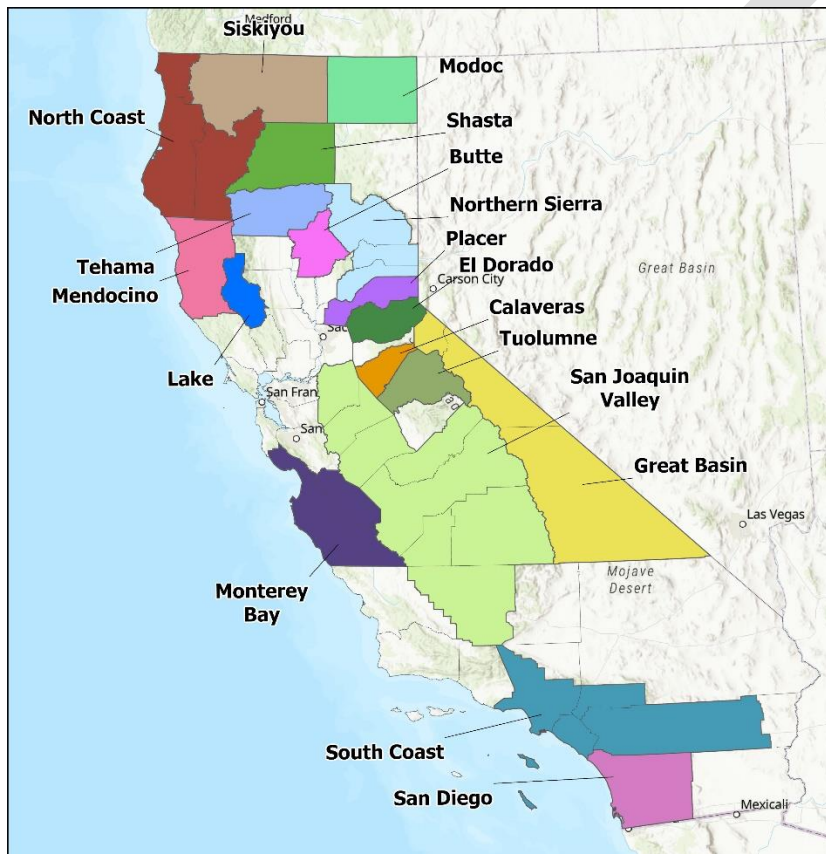 Medford
Siskiyou
Modoc
North Coast
Shasta
Butte
Northern Sierra
Placer
Tehama
El Dorado
Great Basin
Mendocino
Carson City
Calaveras
Tuolumne
Lake
San Joaquin
Valley
San Fran
San
Great Basin
Las Vegas
Monterey
Bay
Mojave
Desert
South Coast
San Diego
Mexicali